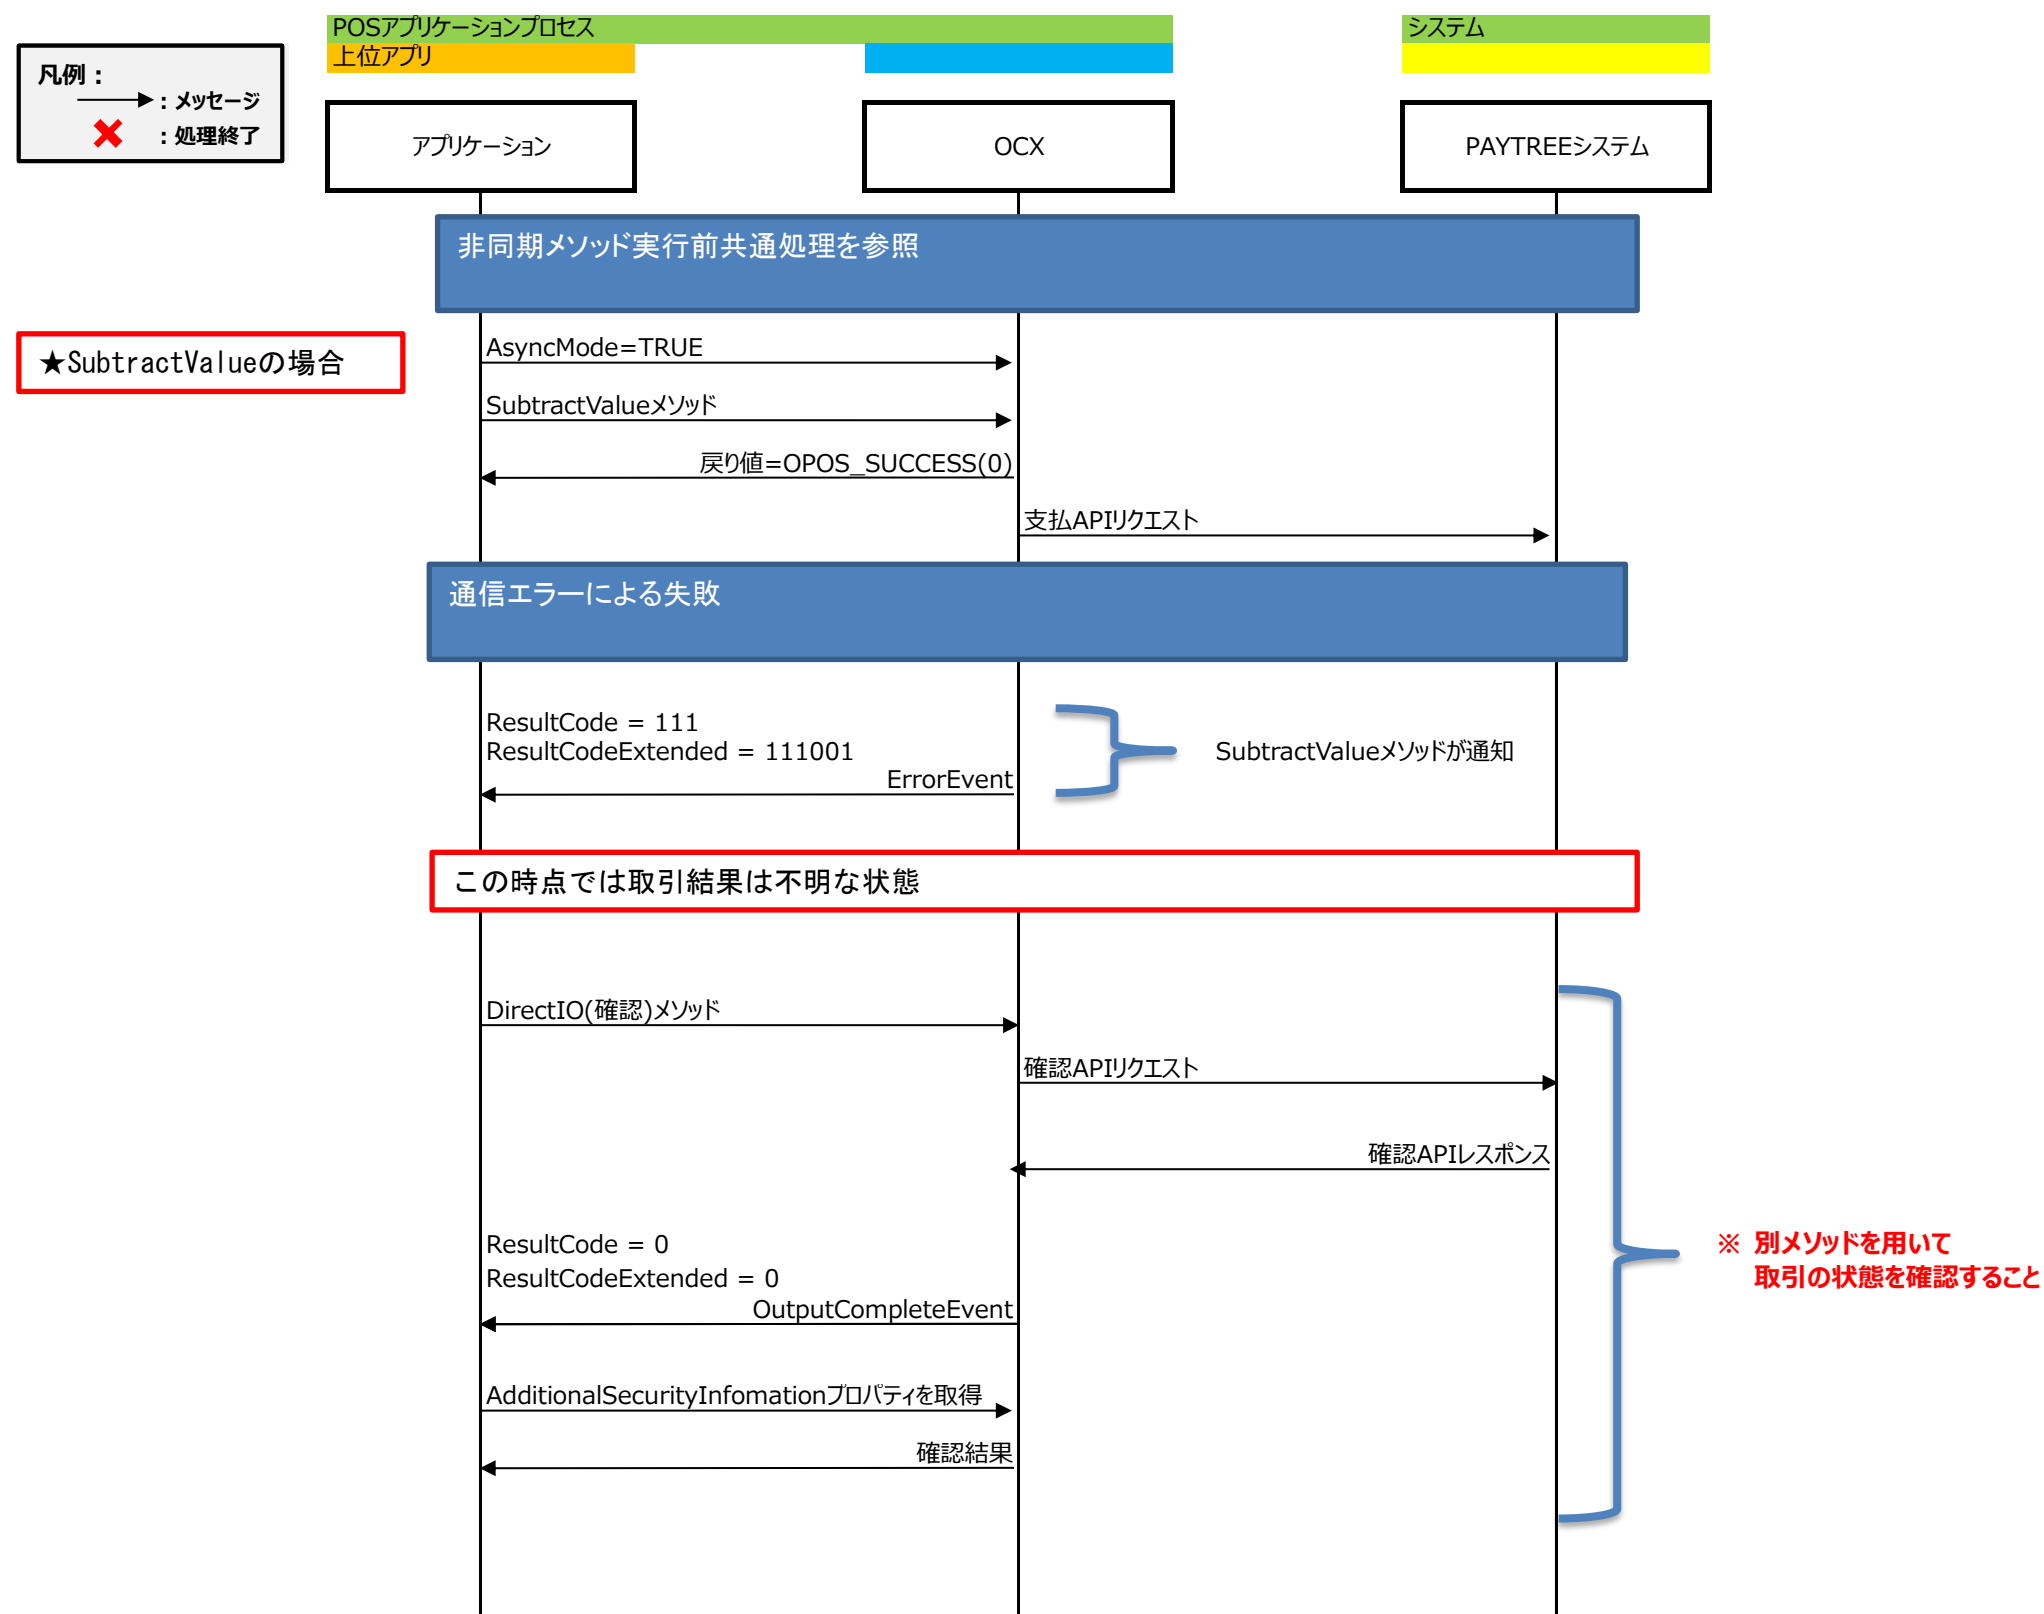 POSアプリケーションプロセス
システム
上位アプリ
凡例：
：メッセージ
：処理終了
アプリケーション
OCX
PAYTREEシステム
非同期メソッド実行前共通処理を参照
★SubtractValueの場合
AsyncMode=TRUE
SubtractValueメソッド
戻り値=OPOS_SUCCESS(0)
支払APIリクエスト
通信エラーによる失敗
ResultCode = 111
ResultCodeExtended = 111001
SubtractValueメソッドが通知
ErrorEvent
この時点では取引結果は不明な状態
DirectIO(確認)メソッド
確認APIリクエスト
確認APIレスポンス
ResultCode = 0
ResultCodeExtended = 0
OutputCompleteEvent
※ 別メソッドを用いて
取引の状態を確認すること
AdditionalSecurityInfomationプロパティを取得
確認結果